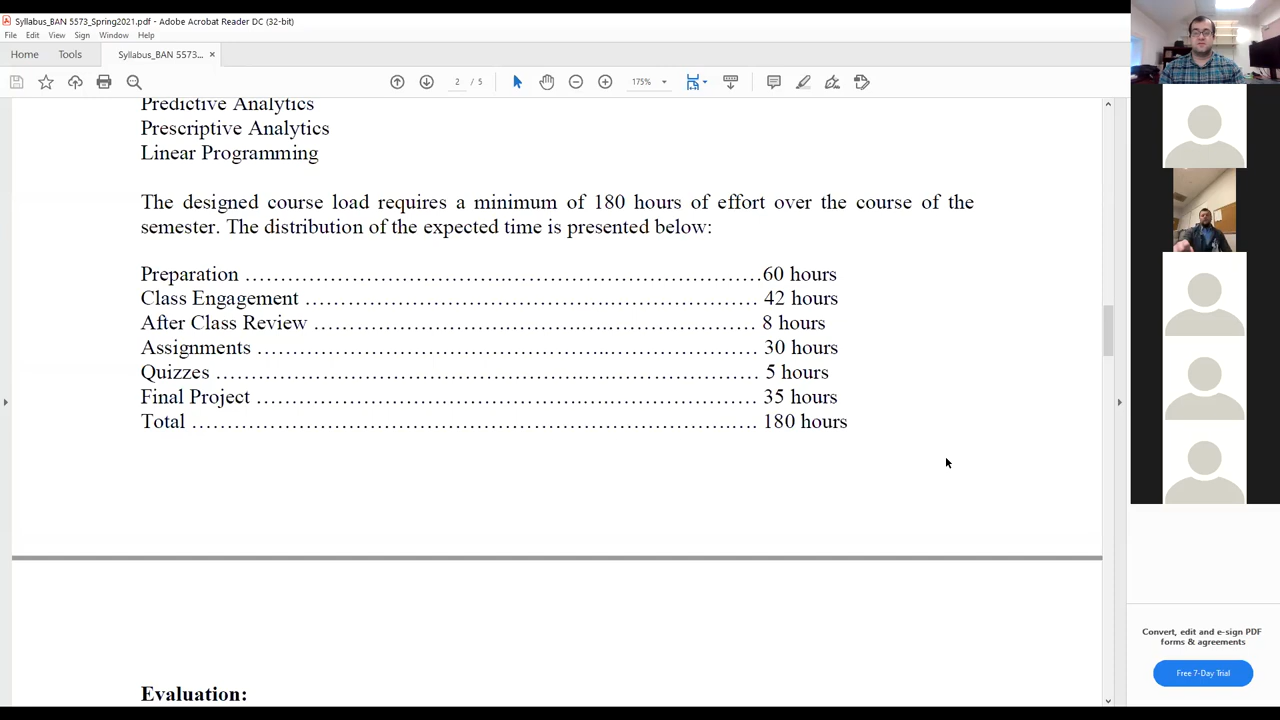 Syllabus_BAN 5573_Spring2021.pdf - Adobe Acrobat Reader DC (32-bit)
File Edit View Sign Window Help
Home Tools Syllabus_BAN 5573... ×
2 / 5 175%
Predictive Analytics
Prescriptive Analytics
Linear Programming
The designed course load requires a minimum of 180 hours of effort over the course of the
semester. The distribution of the expected time is presented below:
Preparation ………………………………………………………………………….60 hours
Class Engagement ………………………………………………………………… 42 hours
After Class Review ……………………………………………………………….. 8 hours
Assignments ……………………………………………………………………….. 30 hours
Quizzes ……………………………………………………………………………… 5 hours
Final Project ……………………………………………………………………….. 35 hours
Total …………………………………………………………………………………. 180 hours
Evaluation:
Convert, edit and e-sign PDF
forms & agreements
Free 7-Day Trial